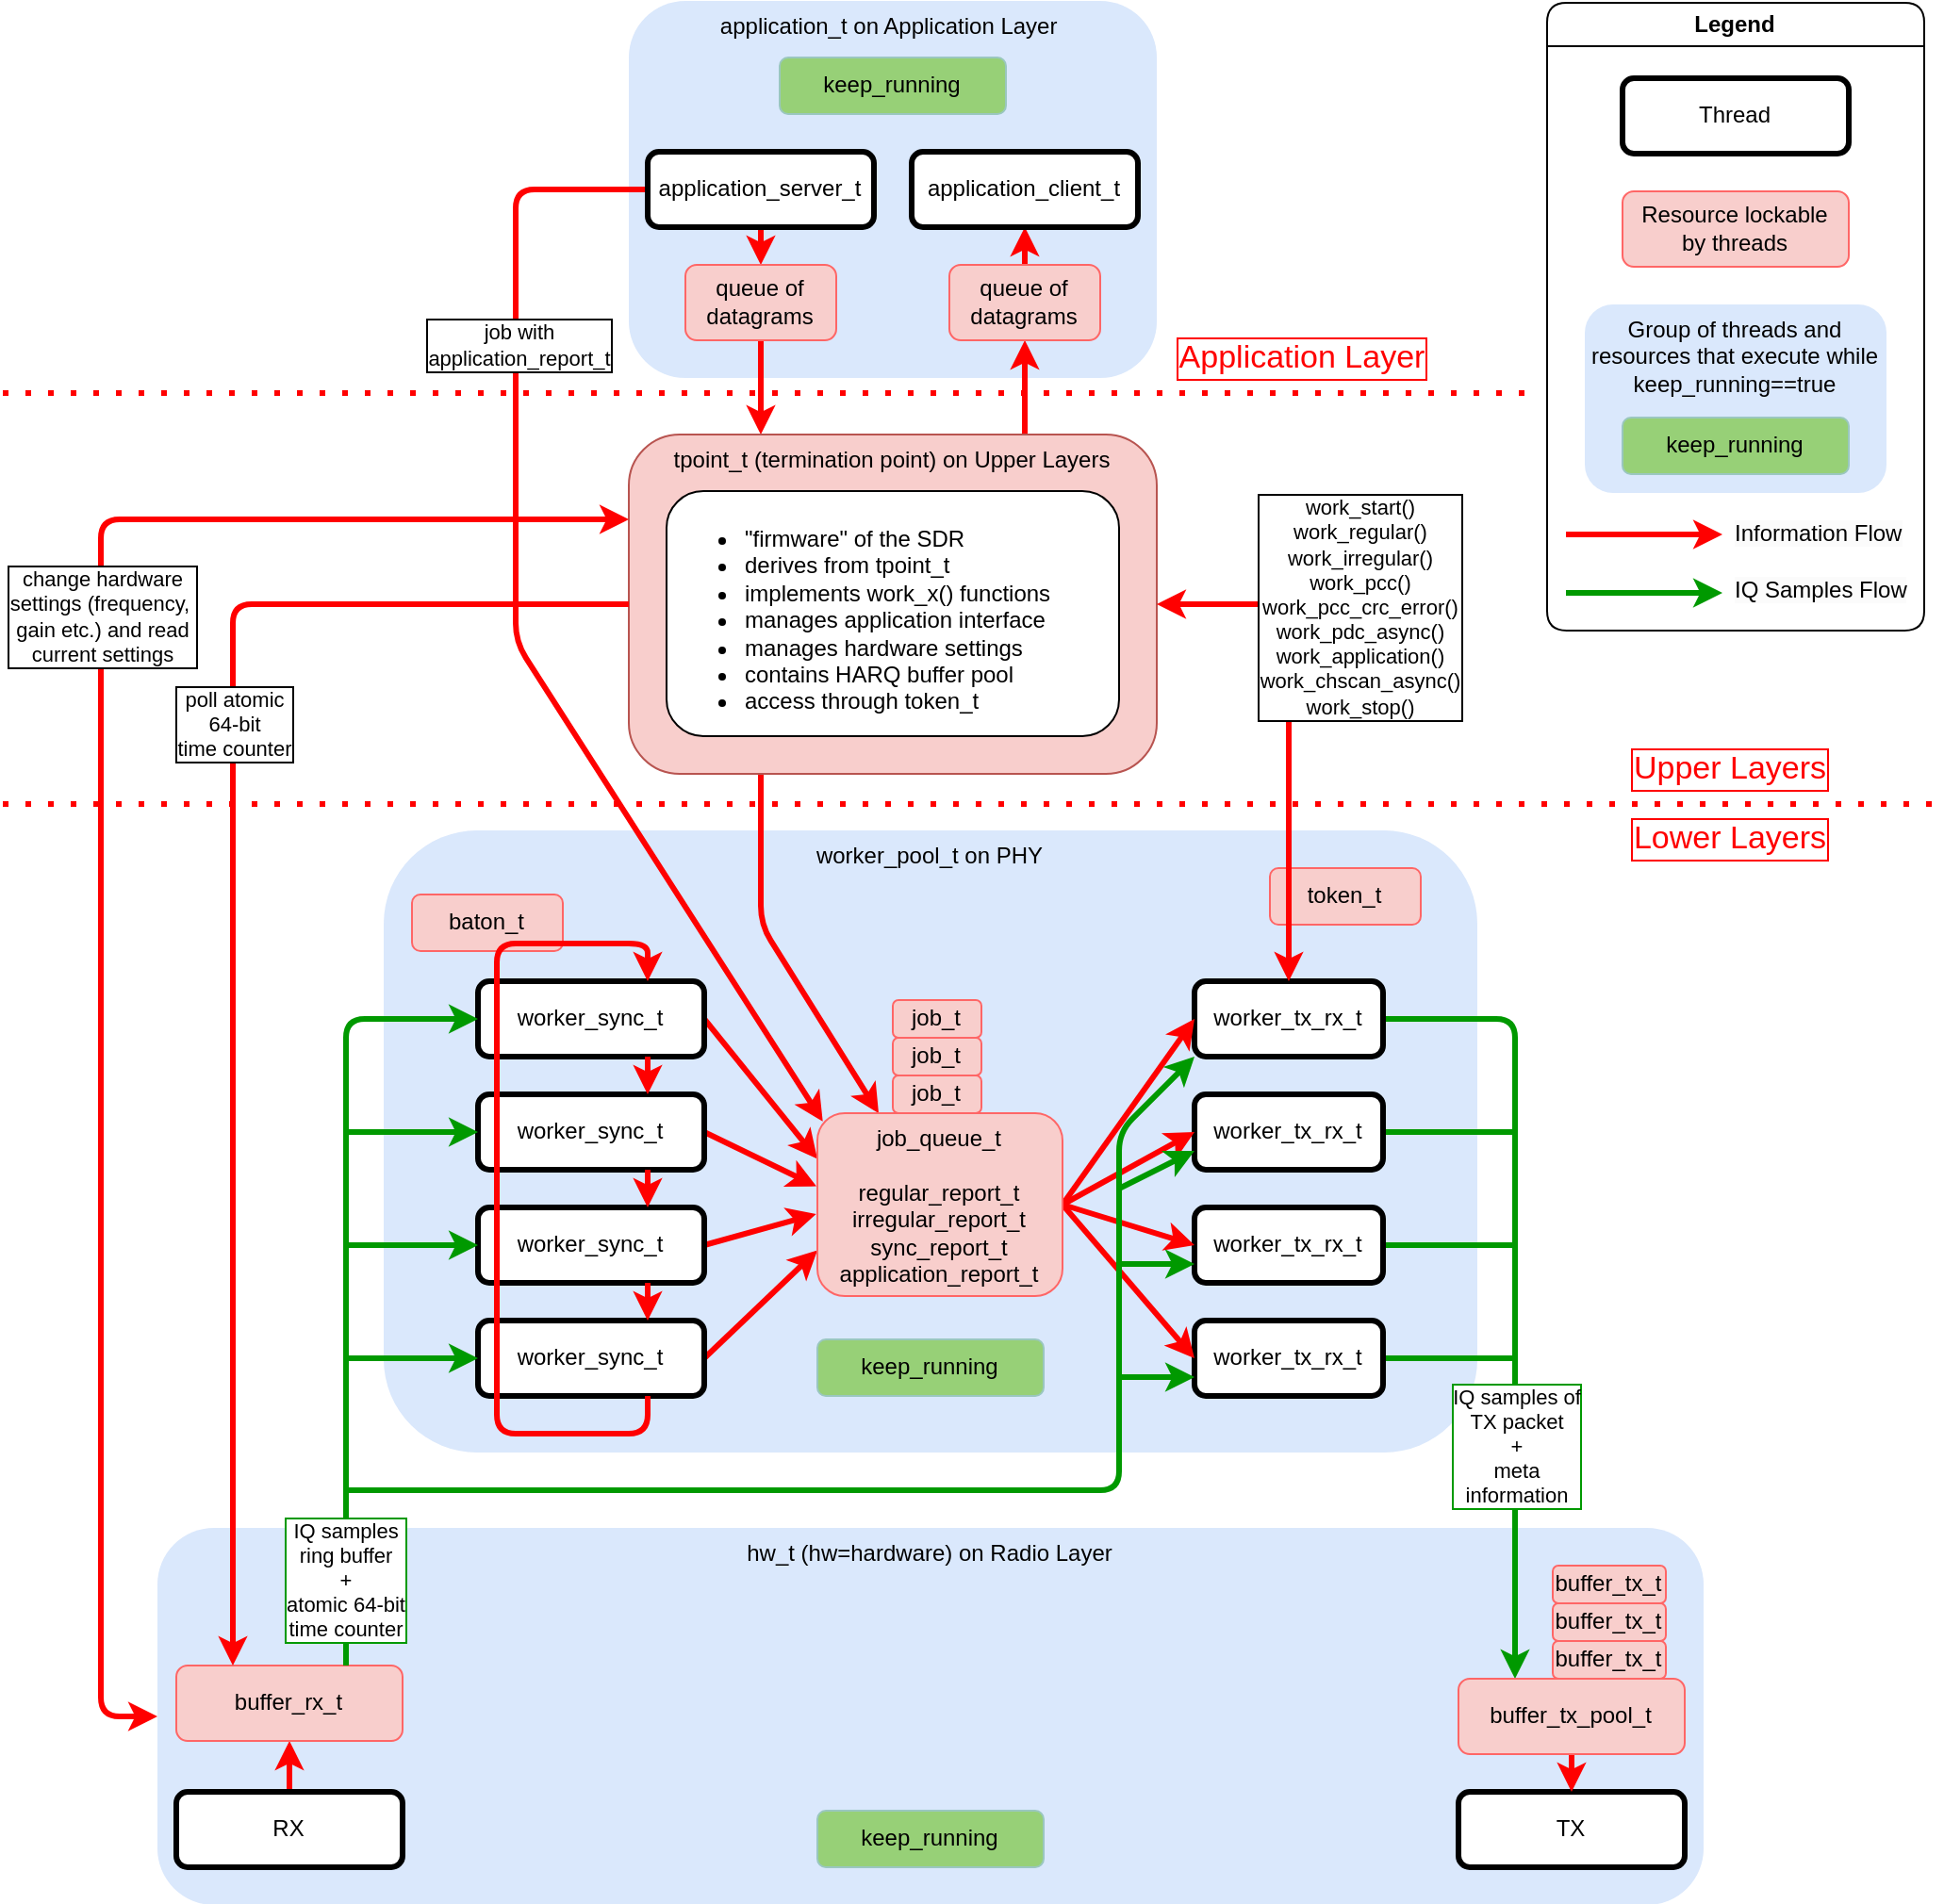 application_t on Application Layer
keep_running
application_server_t
application_client_t
queue of
datagrams
queue of
datagrams
job with
application_report_t
Application Layer
Legend
Thread
Resource lockable
by threads
Group of threads and
resources that execute while
keep_running==true
keep_running
Information Flow
IQ Samples Flow
tpoint_t (termination point) on Upper Layers
• "firmware" of the SDR
• derives from tpoint_t
• implements work_x() functions
• manages application interface
• manages hardware settings
• contains HARQ buffer pool
• access through token_t
work_start()
work_regular()
work_irregular()
work_pcc()
work_pcc_crc_error()
work_pdc_async()
work_application()
work_chscan_async()
work_stop()
change hardware
settings (frequency,
gain etc.) and read
current settings
poll atomic
64-bit
time counter
Upper Layers
Lower Layers
worker_pool_t on PHY
baton_t
token_t
worker_sync_t
worker_sync_t
worker_sync_t
worker_sync_t
job_t
job_t
job_t
job_queue_t
regular_report_t
irregular_report_t
sync_report_t
application_report_t
keep_running
worker_tx_rx_t
worker_tx_rx_t
worker_tx_rx_t
worker_tx_rx_t
IQ samples of
TX packet
+
meta
information
IQ samples
ring buffer
+
atomic 64-bit
time counter
hw_t (hw=hardware) on Radio Layer
buffer_tx_t
buffer_tx_t
buffer_tx_t
buffer_rx_t
buffer_tx_pool_t
RX
keep_running
TX